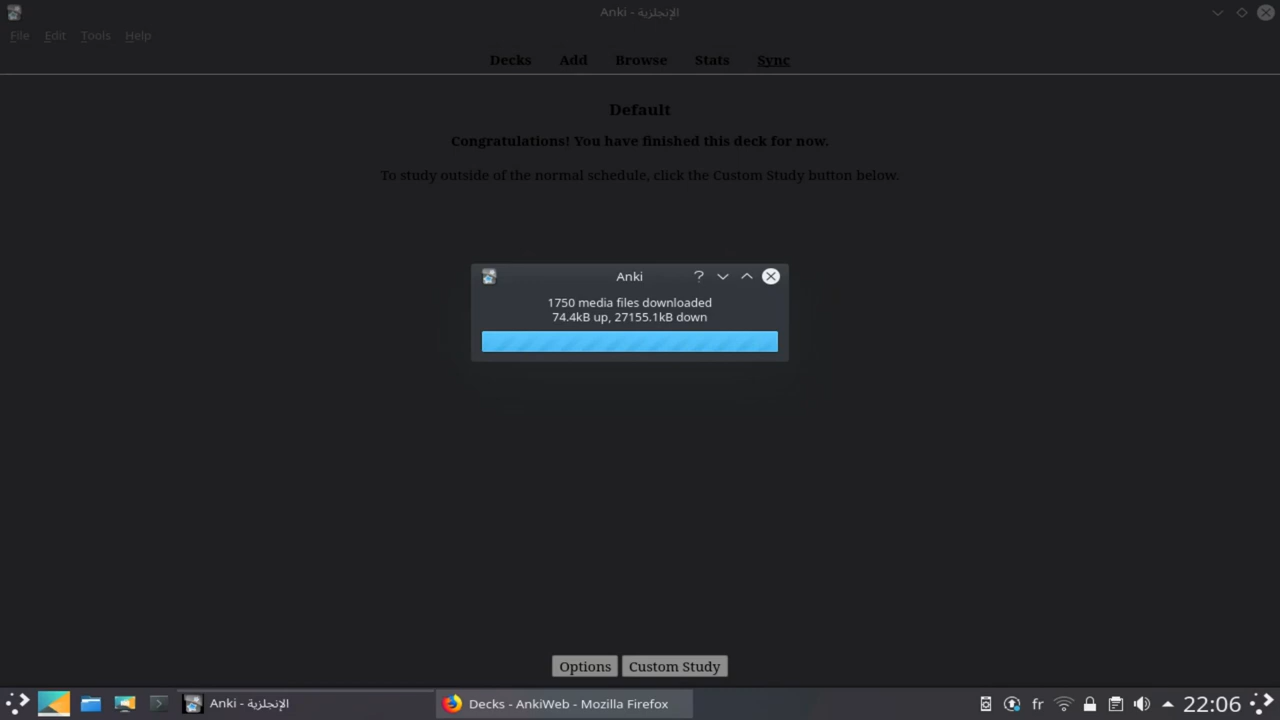 Anki - الإنجلزية
File Edit Tools Help
Decks Add Browse Stats Sync
Default
Congratulations! You have finished this deck for now.
To study outside of the normal schedule, click the Custom Study button below.
Anki
1750 media files downloaded
74.4kB up, 27155.1kB down
Options Custom Study
Anki - الإنجلزية Decks - AnkiWeb - Mozilla Firefox fr 22:06